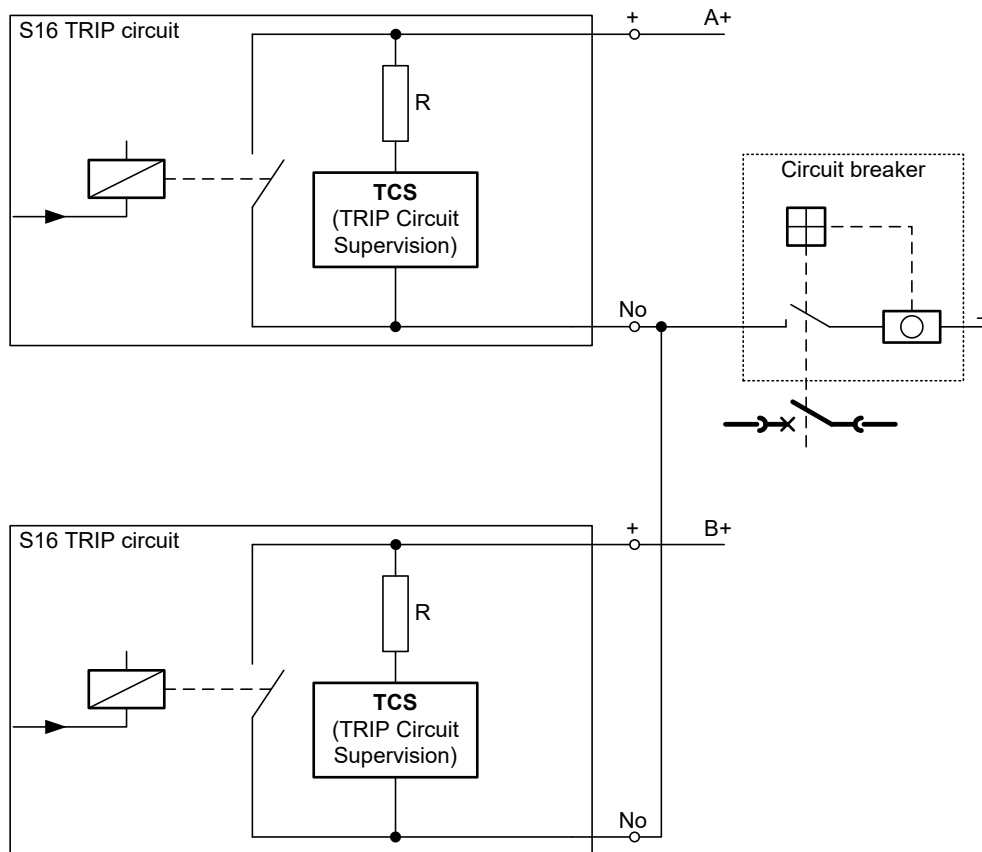 S16 TRIP circuit
+
A+
R
TCS
(TRIP Circuit
Supervision)
No
Circuit breaker
-
S16 TRIP circuit
+
B+
R
TCS
(TRIP Circuit
Supervision)
No